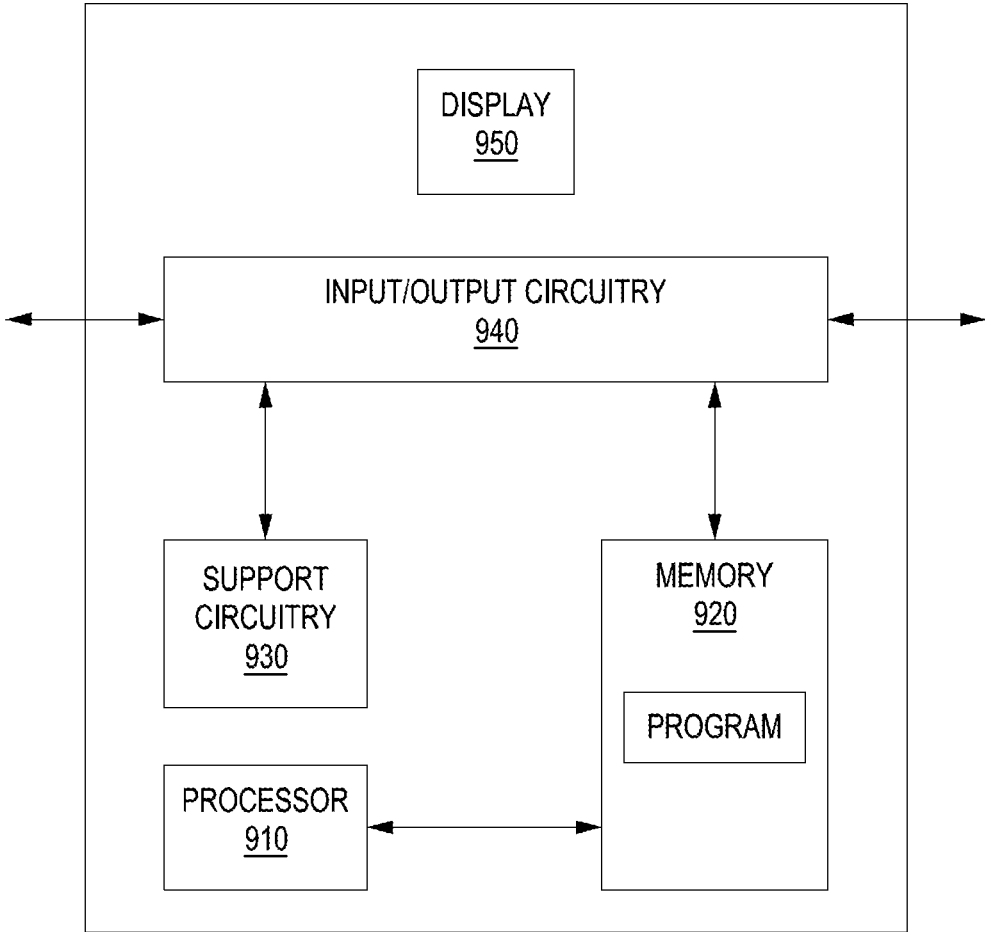 DISPLAY
950
INPUT/OUTPUT CIRCUITRY
940
SUPPORT
CIRCUITRY
930
MEMORY
920
PROGRAM
PROCESSOR
910